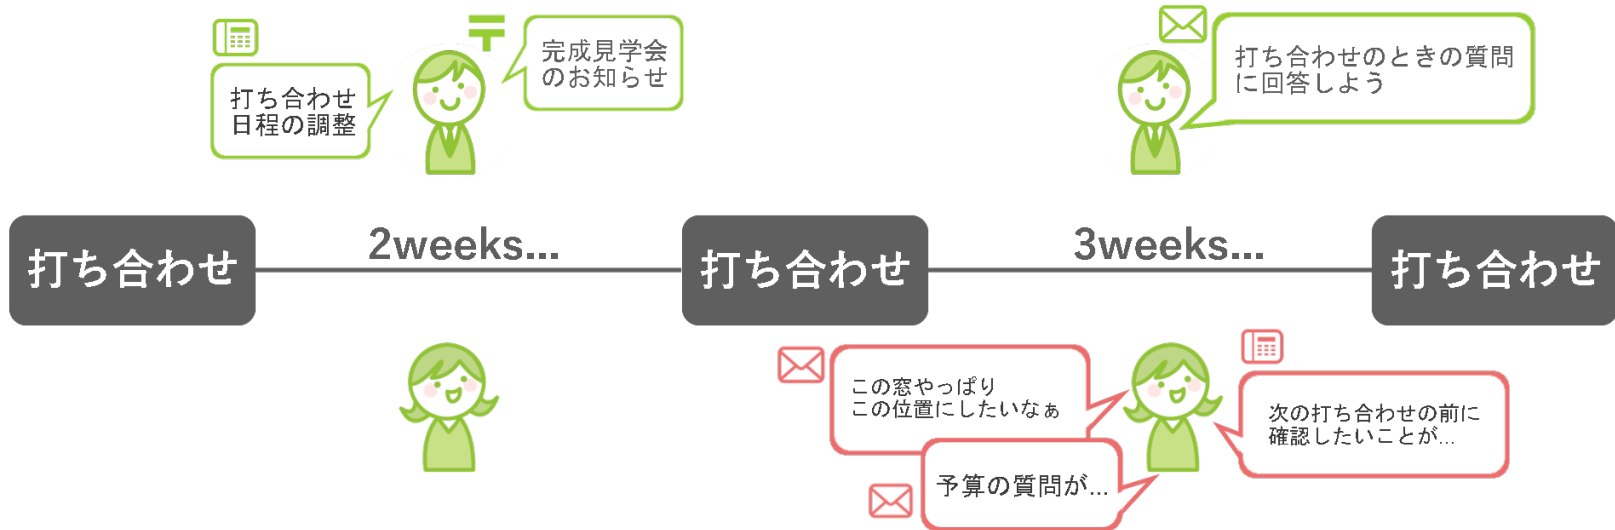 完成見学会
のお知らせ
打ち合わせ
日程の調整
打ち合わせのときの質問
に回答しよう
打ち合わせ
2weeks...
打ち合わせ
3weeks...
打ち合わせ
この窓やっぱり
この位置にしたいなぁ
次の打ち合わせの前に
確認したいことが...
予算の質問が...